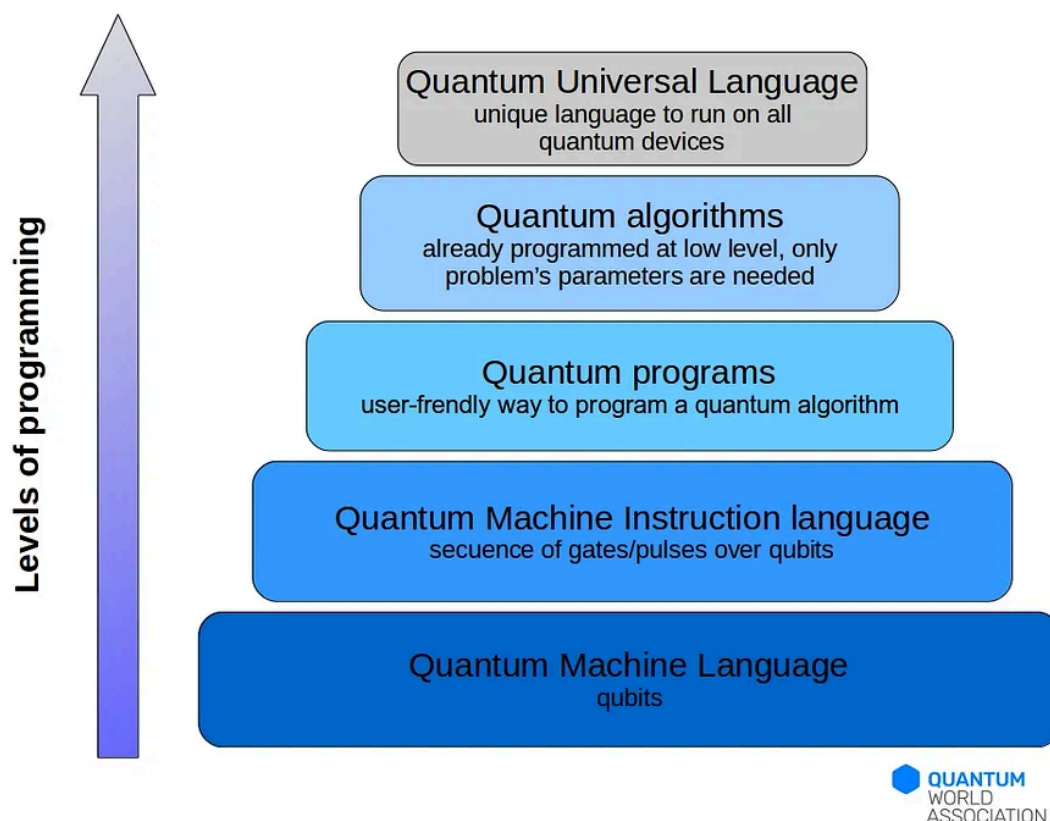 Levels of programming
Quantum Universal Language
unique language to run on all
quantum devices
Quantum algorithms
already programmed at low level, only
problem's parameters are needed
Quantum programs
user-frendly way to program a quantum algorithm
Quantum Machine Instruction language
secuence of gates/pulses over qubits
Quantum Machine Language
qubits
QUANTUM
WORLD
ASSOCIATION